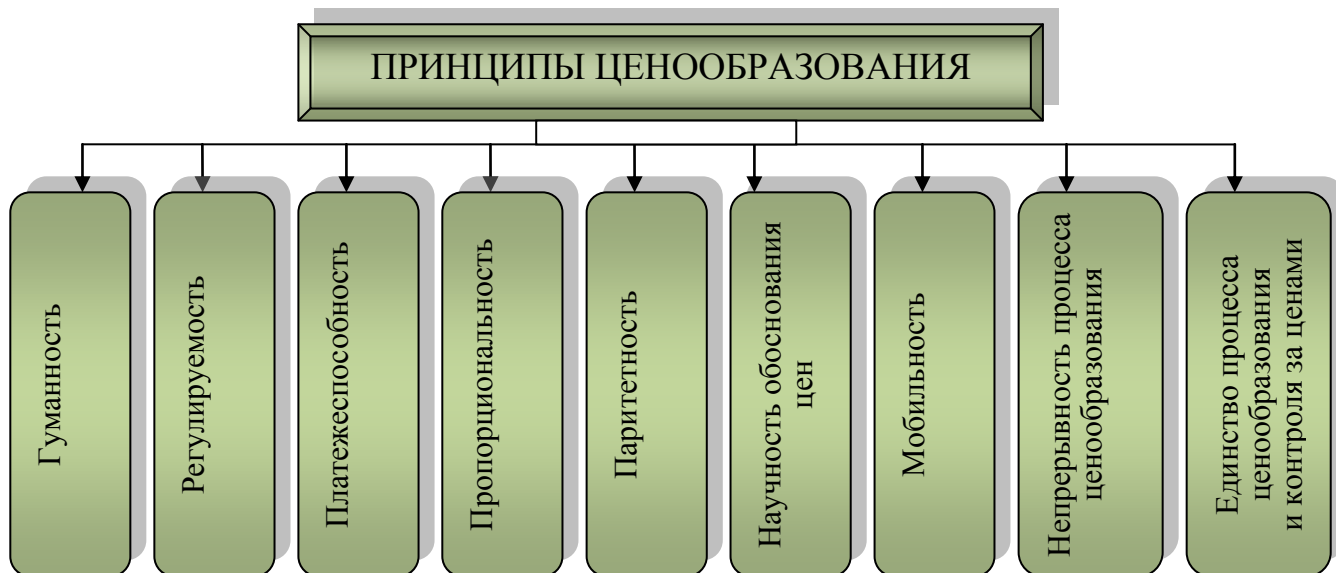 ПРИНЦИПЫ ЦЕНООБРАЗОВАНИЯ
Гуманность
Регулируемость
Платежеспособность
Пропорциональность
Паритетность
Научность обоснования
цен
Мобильность
Непрерывность процесса
ценообразования
Единство процесса
ценообразования
и контроля за ценами